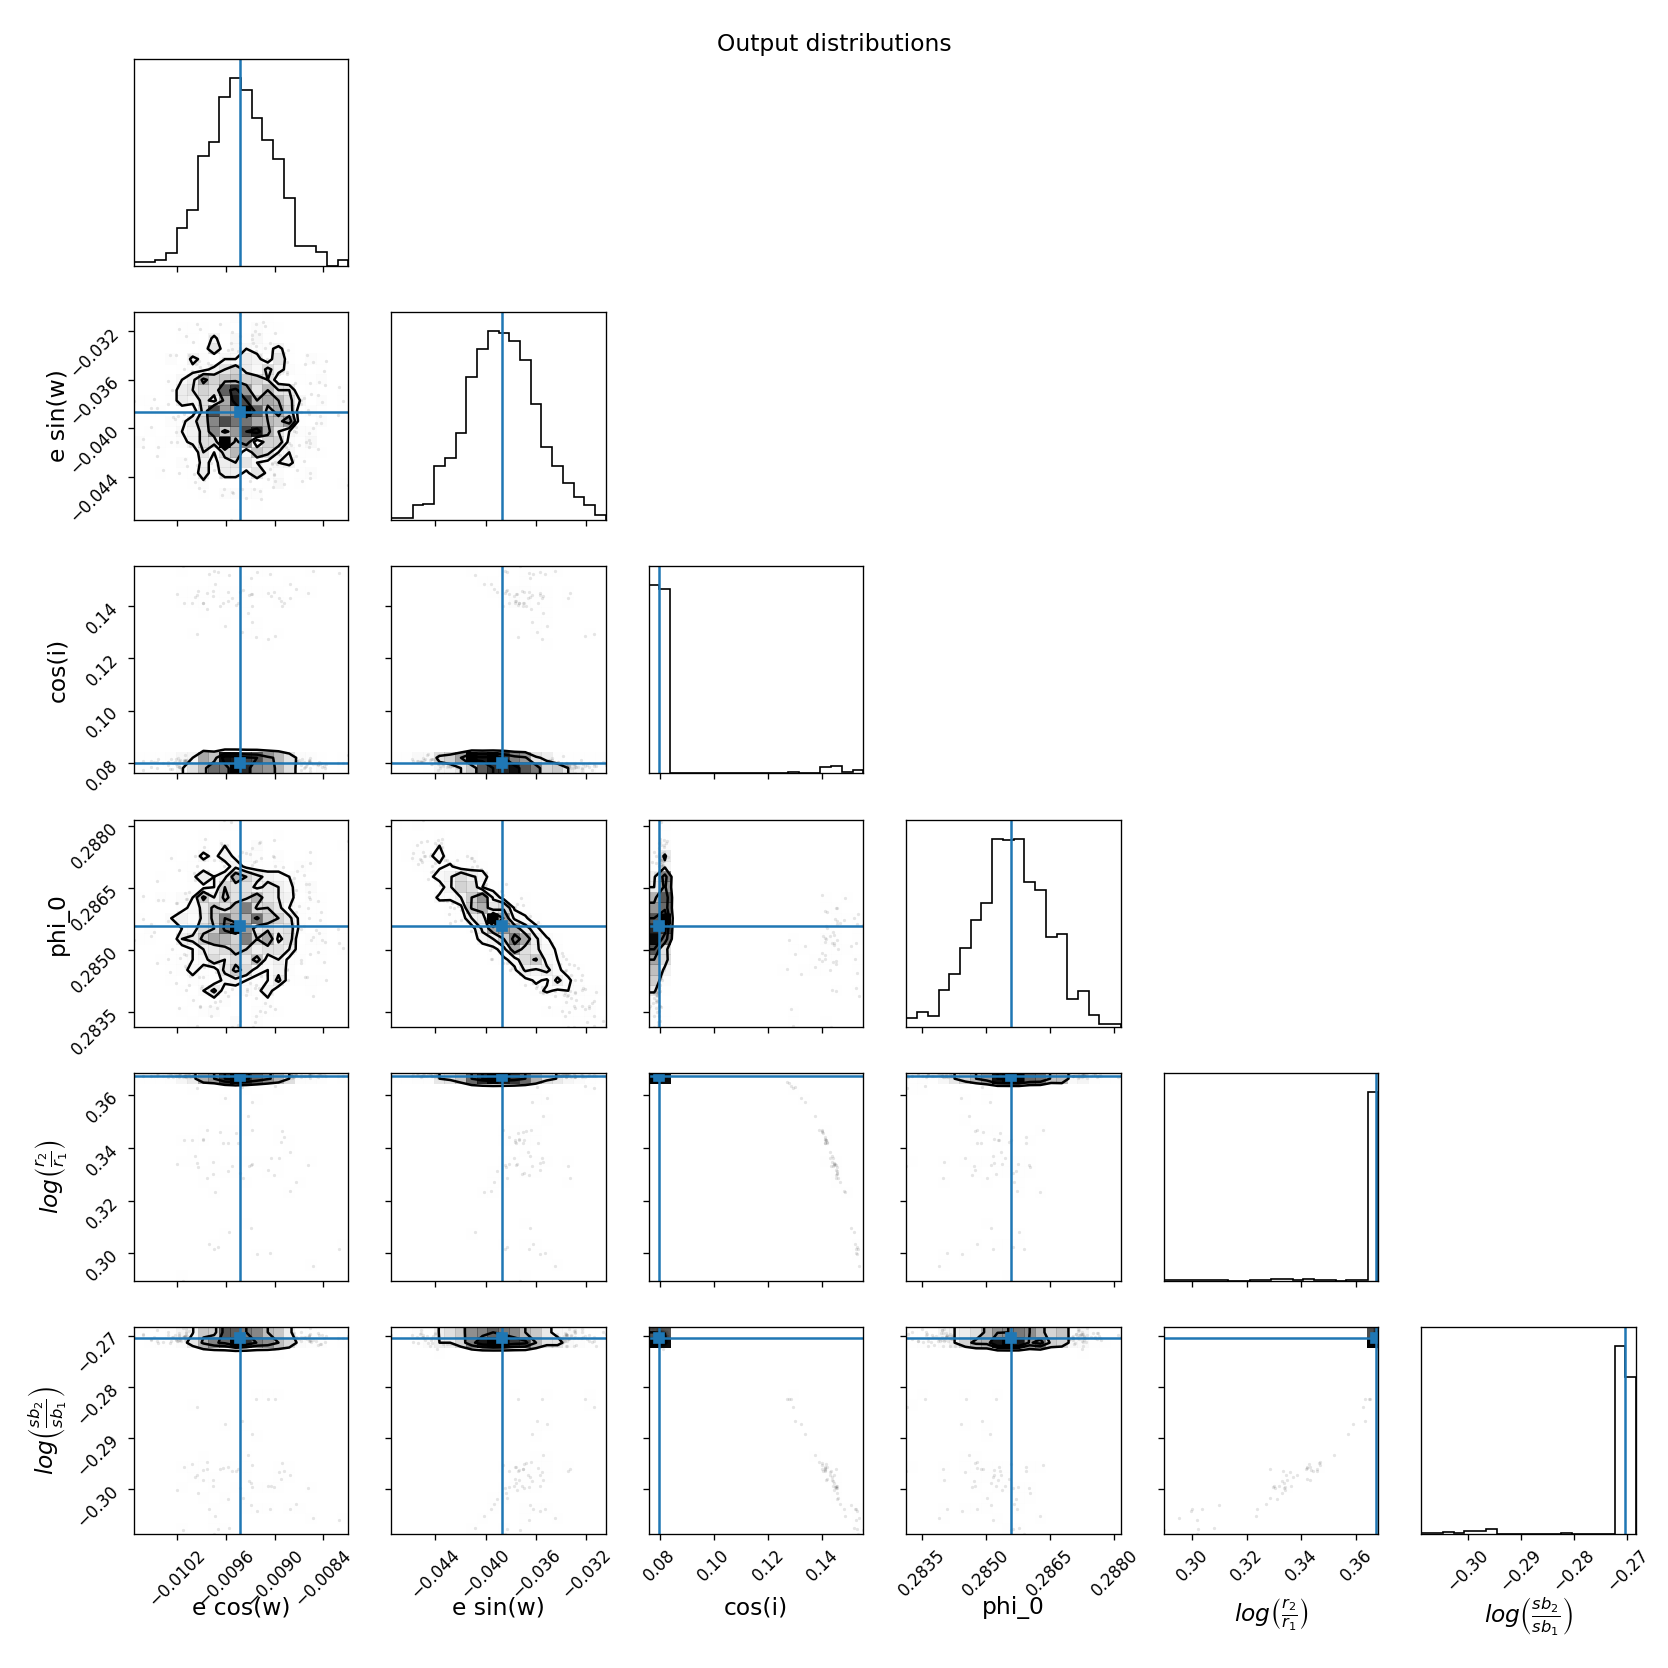 Output distributions
e sin(w)
−0.032
−0.036
−0.040
−0.044
cos(i)
0.14
0.12
0.10
0.08
phi_0
0.2880
0.2865
0.2850
0.2835
log(r₂/r₁)
0.36
0.34
0.32
0.30
log(sb₂/sb₁)
−0.27
−0.28
−0.29
−0.30
−0.0102 −0.0096 −0.0090 −0.0084 −0.044 −0.040 −0.036 −0.032 0.08 0.10 0.12 0.14 0.2835 0.2850 0.2865 0.2880 0.30 0.32 0.34 0.36 −0.30 −0.29 −0.28 −0.27
e cos(w) e sin(w) cos(i) phi_0 log(r₂/r₁) log(sb₂/sb₁)